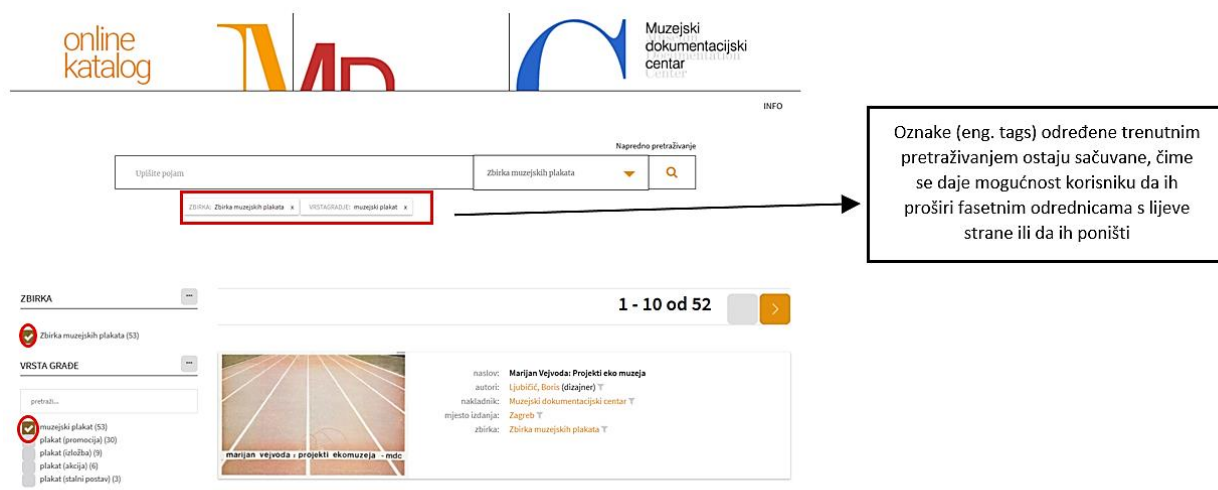 online
katalog
Muzejski
dokumentacijski
centar
INFO
Napredno pretraživanje
Upišite pojam
Zbirka muzejskih plakata
ZBIRKA: Zbirka muzejskih plakata x VRSTAGRADJE: muzejski plakat x
Oznake (eng. tags) određene trenutnim
pretraživanjem ostaju sačuvane, čime
se daje mogućnost korisniku da ih
proširi fasetnim odrednicama s lijeve
strane ili da ih poništi
ZBIRKA
Zbirka muzejskih plakata (53)
VRSTA GRAĐE
pretraži...
muzejski plakat (53)
plakat (promocija) (30)
plakat (izložba) (9)
plakat (akcija) (6)
plakat (stalni postav) (3)
1 - 10 od 52
marijan vejvoda : projekti ekomuzeja - mdc
naslov: Marijan Vejvoda: Projekti eko muzeja
autori: Ljubičić, Boris (dizajner)
nakladnik: Muzejski dokumentacijski centar
mjesto izdanja: Zagreb
zbirka: Zbirka muzejskih plakata